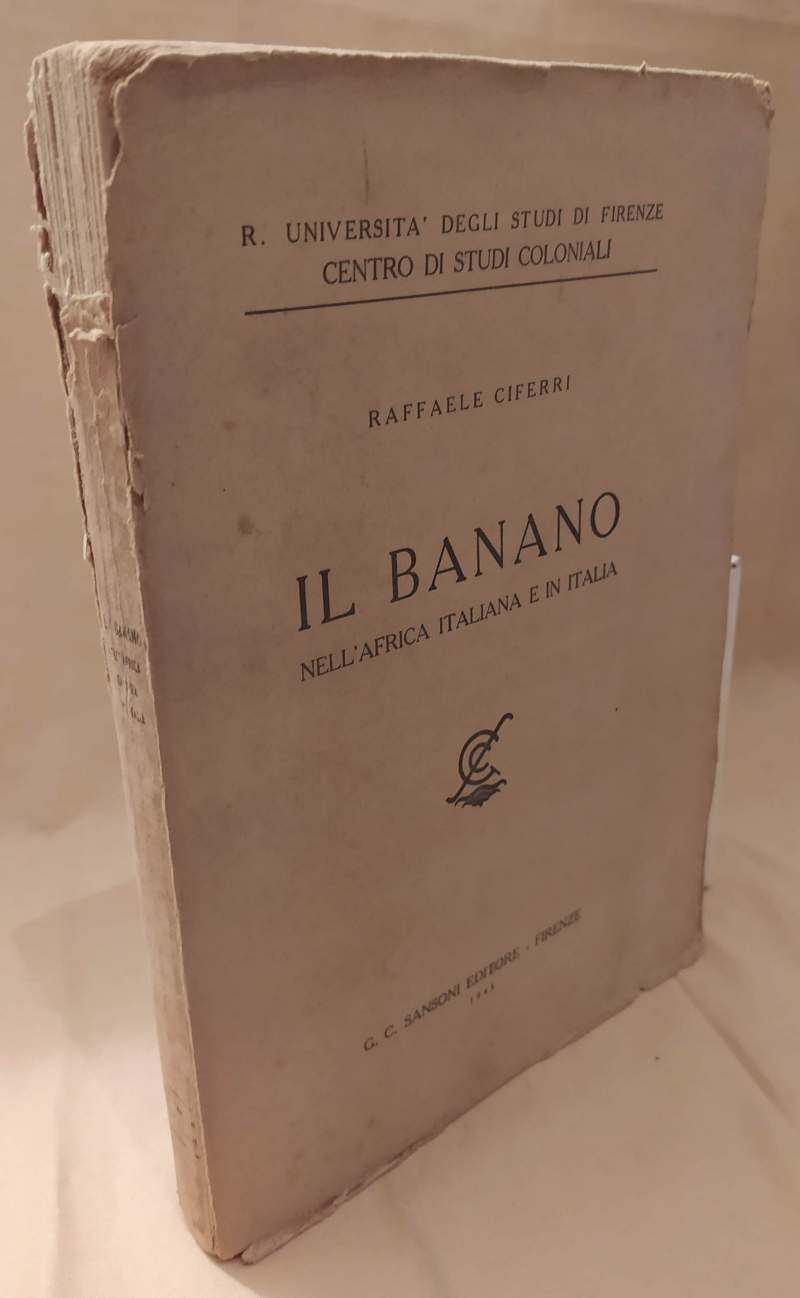 R. UNIVERSITA' DEGLI STUDI DI FIRENZE
CENTRO DI STUDI COLONIALI
RAFFAELE CIFERRI
IL BANANO
NELL'AFRICA ITALIANA E IN ITALIA
G. C. SANSONI EDITORE - FIRENZE